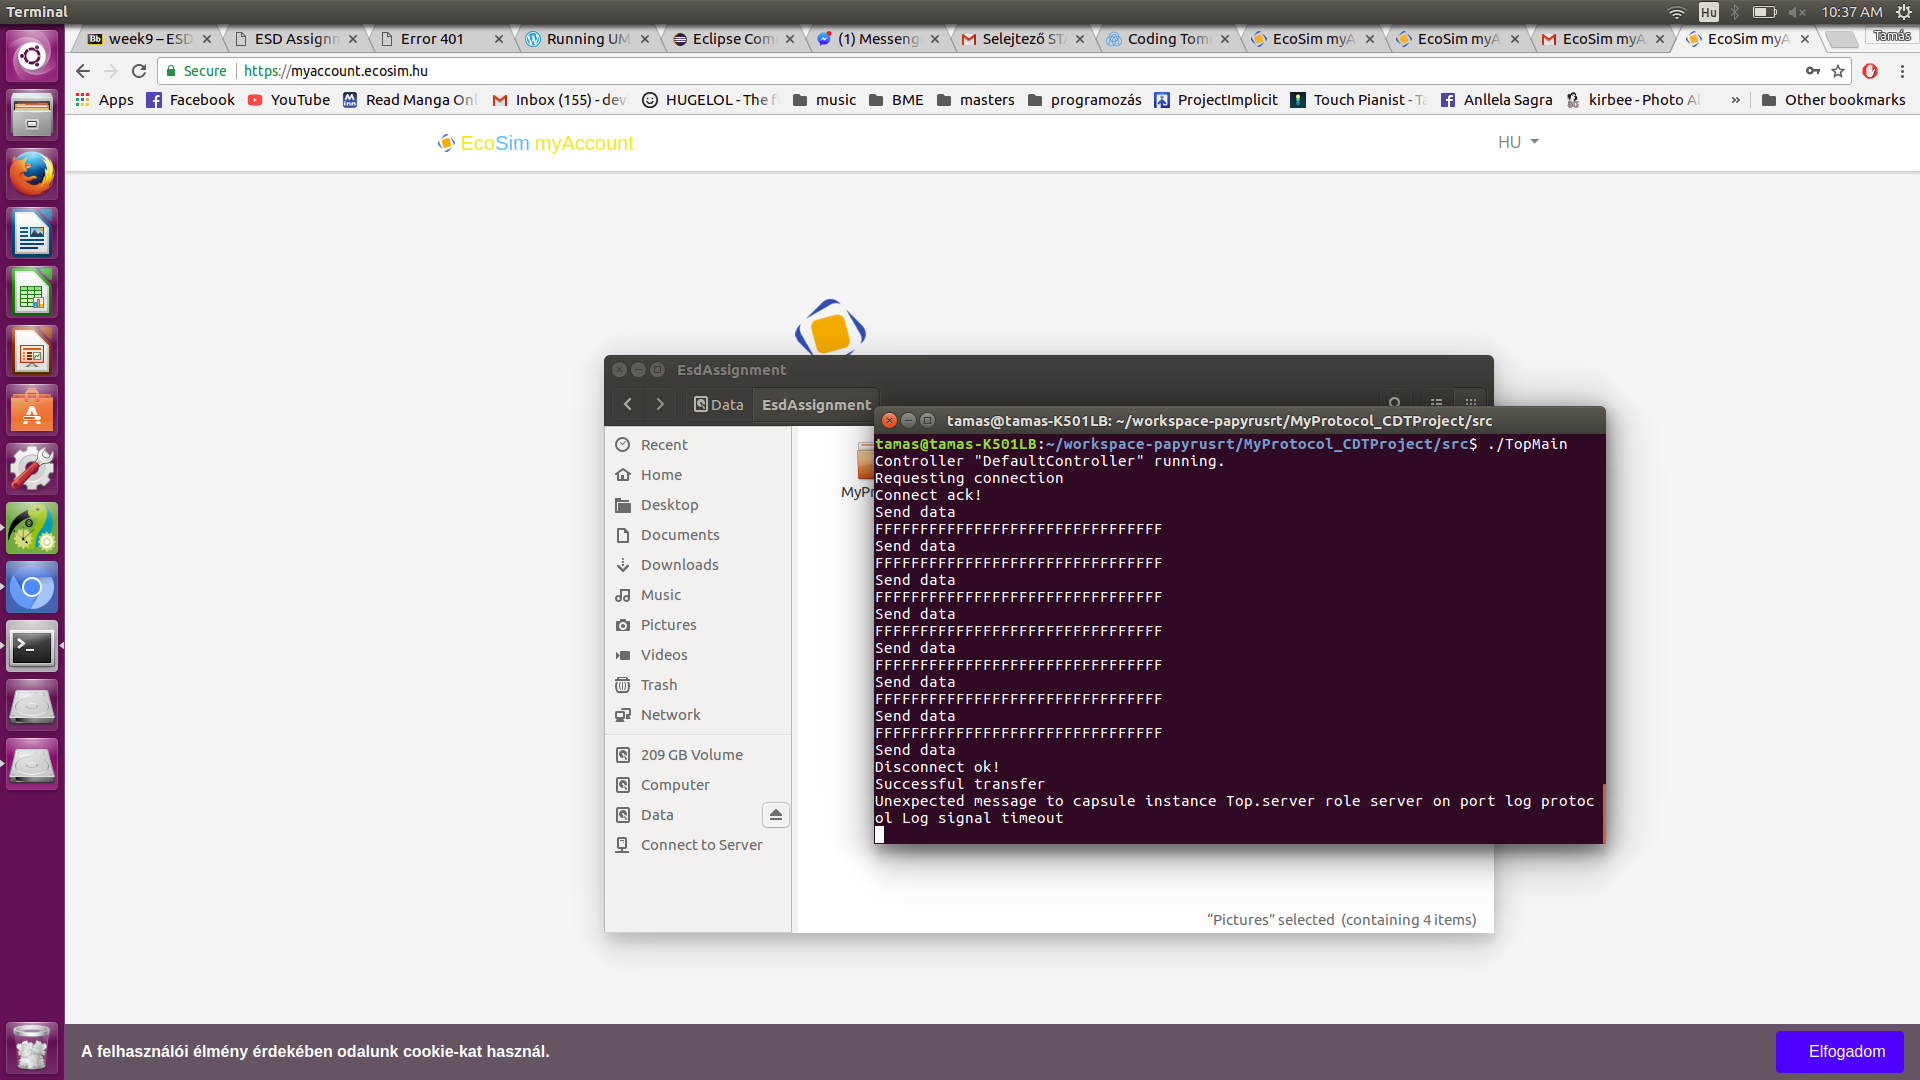 Terminal
Hu
10:37 AM
week9 – ESD
ESD Assignm
Error 401
Running UM
Eclipse Com
(1) Messeng
Selejtező STA
Coding Tom
EcoSim myA
EcoSim myA
EcoSim myA
EcoSim myA
Tamás
Secure
https://myaccount.ecosim.hu
Apps
Facebook
YouTube
Read Manga Onl
Inbox (155) - dev
HUGELOL - The f
music
BME
masters
programozás
ProjectImplicit
Touch Pianist - Ta
Anllela Sagra
kirbee - Photo Al
»
Other bookmarks
EcoSim myAccount
HU
EsdAssignment
Data
EsdAssignment
Recent
Home
Desktop
Documents
Downloads
Music
Pictures
Videos
Trash
Network
209 GB Volume
Computer
Data
Connect to Server
MyPr
"Pictures" selected (containing 4 items)
tamas@tamas-K501LB: ~/workspace-papyrusrt/MyProtocol_CDTProject/src
tamas@tamas-K501LB:~/workspace-papyrusrt/MyProtocol_CDTProject/src$ ./TopMain
Controller "DefaultController" running.
Requesting connection
Connect ack!
Send data
FFFFFFFFFFFFFFFFFFFFFFFFFFFFFFFF
Send data
FFFFFFFFFFFFFFFFFFFFFFFFFFFFFFFF
Send data
FFFFFFFFFFFFFFFFFFFFFFFFFFFFFFFF
Send data
FFFFFFFFFFFFFFFFFFFFFFFFFFFFFFFF
Send data
FFFFFFFFFFFFFFFFFFFFFFFFFFFFFFFF
Send data
FFFFFFFFFFFFFFFFFFFFFFFFFFFFFFFF
Send data
FFFFFFFFFFFFFFFFFFFFFFFFFFFFFFFF
Send data
Disconnect ok!
Successful transfer
Unexpected message to capsule instance Top.server role server on port log protoc
ol Log signal timeout
A felhasználói élmény érdekében odalunk cookie-kat használ.
Elfogadom